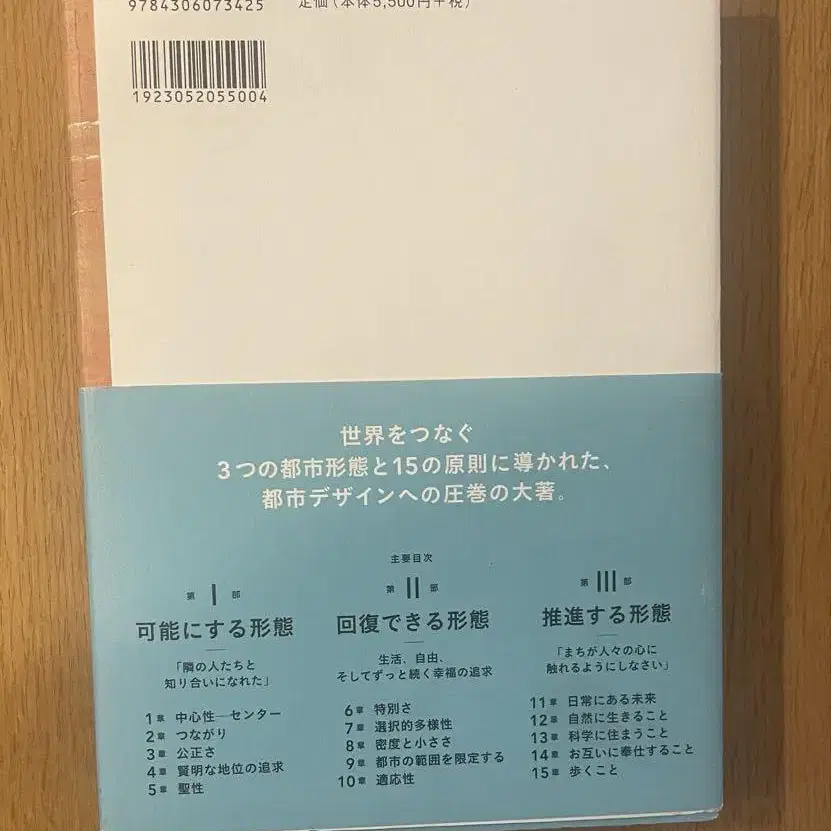 9784306073425
定価(本体5,500円+税)
1923052055004
世界をつなぐ
3つの都市形態と15の原則に導かれた、
都市デザインへの圧巻の大著。
主要目次
第 I 部
可能にする形態
「隣の人たちと
知り合いになれた」
1章 中心性─センター
2章 つながり
3章 公正さ
4章 賢明な地位の追求
5章 聖性
第 II 部
回復できる形態
生活、自由、
そしてずっと続く幸福の追求
6章 特別さ
7章 選択的多様性
8章 密度と小ささ
9章 都市の範囲を限定する
10章 適応性
第 III 部
推進する形態
「まちが人々の心に
触れるようにしなさい」
11章 日常にある未来
12章 自然に生きること
13章 科学に住まうこと
14章 お互いに奉仕すること
15章 歩くこと